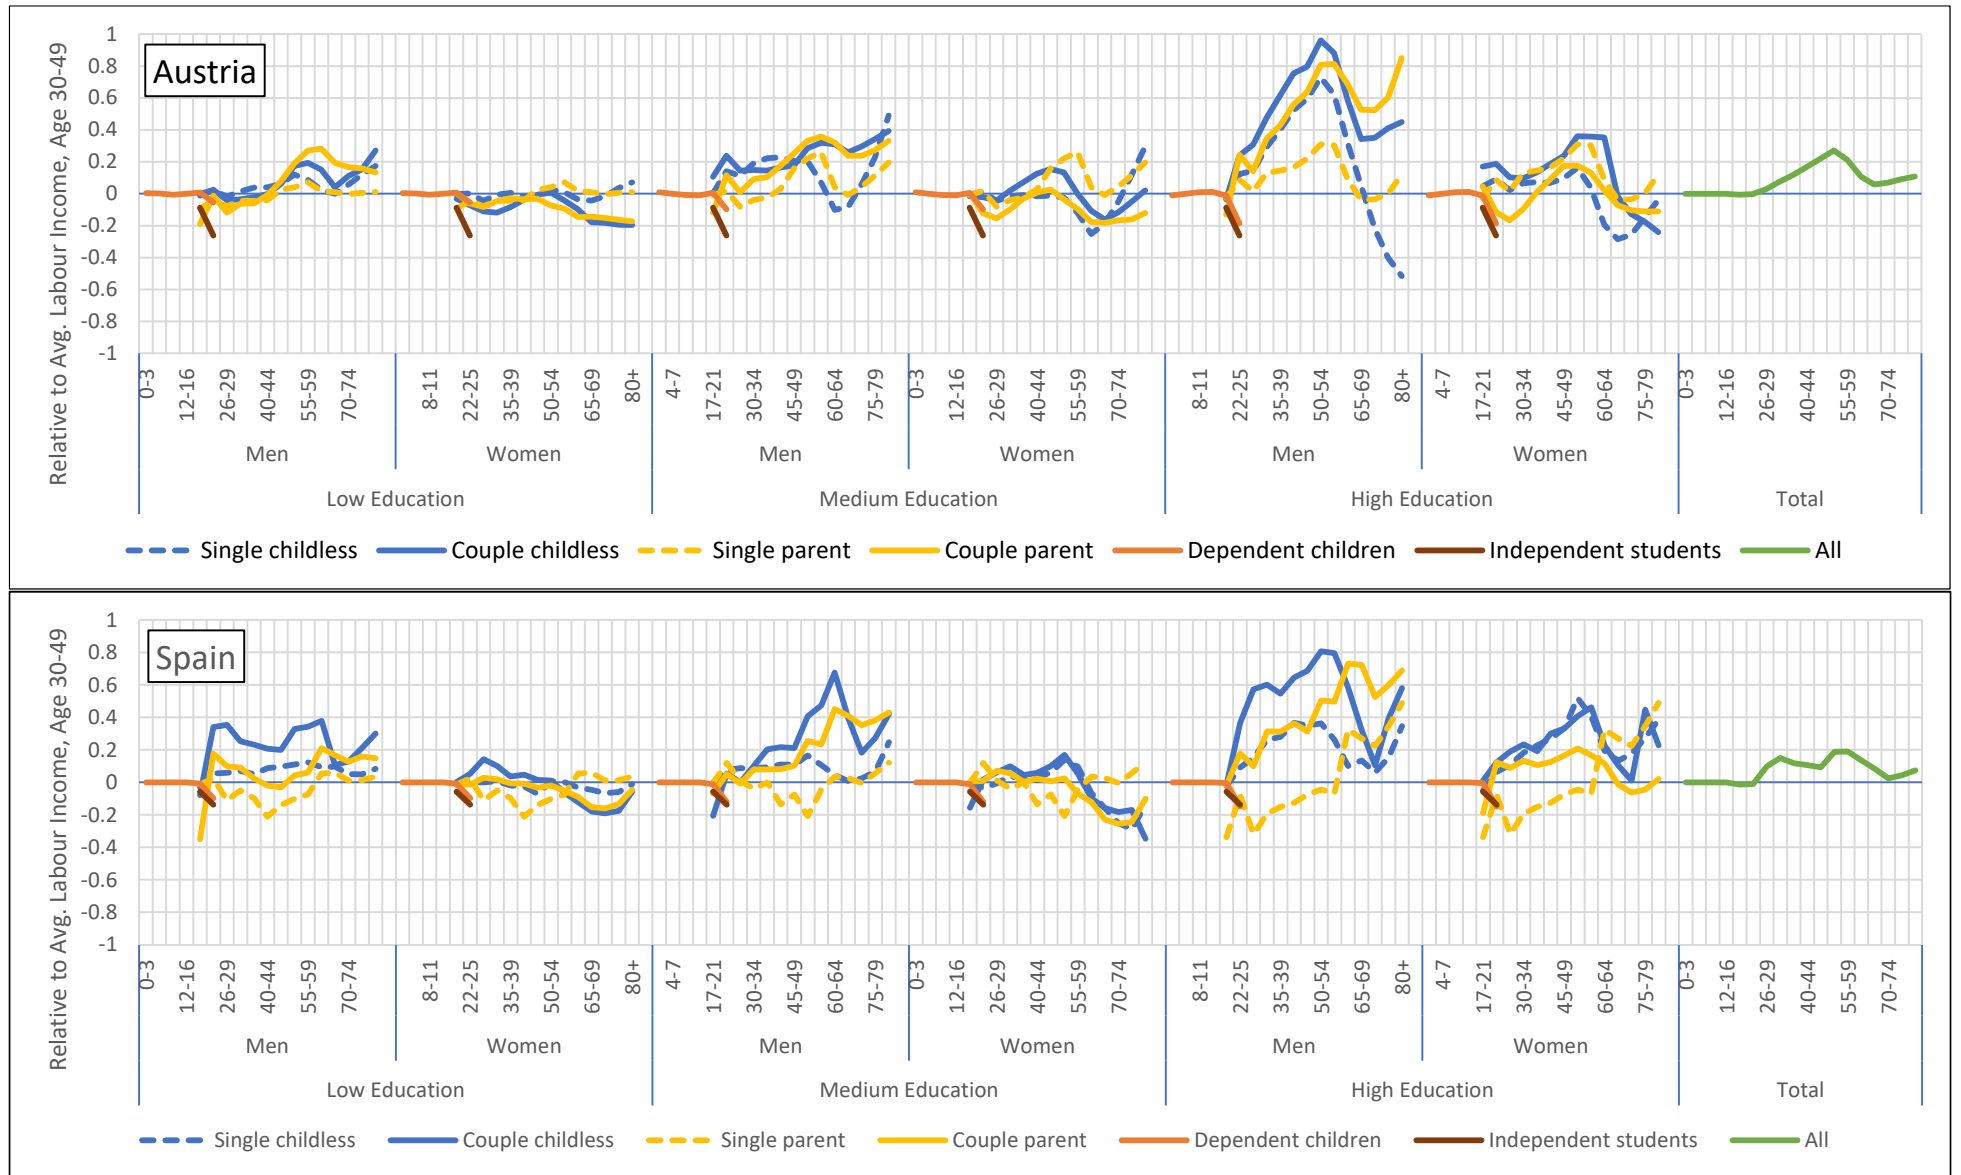 Austria
Relative to Avg. Labour Income, Age 30-49
1
0.8
0.6
0.4
0.2
0
-0.2
-0.4
-0.6
-0.8
-1
0-3 12-16 26-29 40-444 55-59 70-74 8-11 22-25 35-39 50-54 65-69 80+ 4-7 17-21 30-34 45-49 60-64 75-79 0-3 12-16 26-29 40-444 55-59 70-74 8-11 22-25 35-39 50-54 65-69 80+ 4-7 17-21 30-34 45-49 60-64 75-79 0-3 12-16 26-29 40-444 55-59 70-74
Men Women Men Women Men Women
Low Education Medium Education High Education Total
Single childless Couple childless Single parent Couple parent Dependent children Independent students All
Spain
Relative to Avg. Labour Income, Age 30-49
1
0.8
0.6
0.4
0.2
0
-0.2
-0.4
-0.6
-0.8
-1
0-3 12-16 26-29 40-444 55-59 70-74 8-11 22-25 35-39 50-54 65-69 80+ 4-7 17-21 30-34 45-49 60-64 75-79 0-3 12-16 26-29 40-444 55-59 70-74 8-11 22-25 35-39 50-54 65-69 80+ 4-7 17-21 30-34 45-49 60-64 75-79 0-3 12-16 26-29 40-444 55-59 70-74
Men Women Men Women Men Women
Low Education Medium Education High Education Total
Single childless Couple childless Single parent Couple parent Dependent children Independent students All